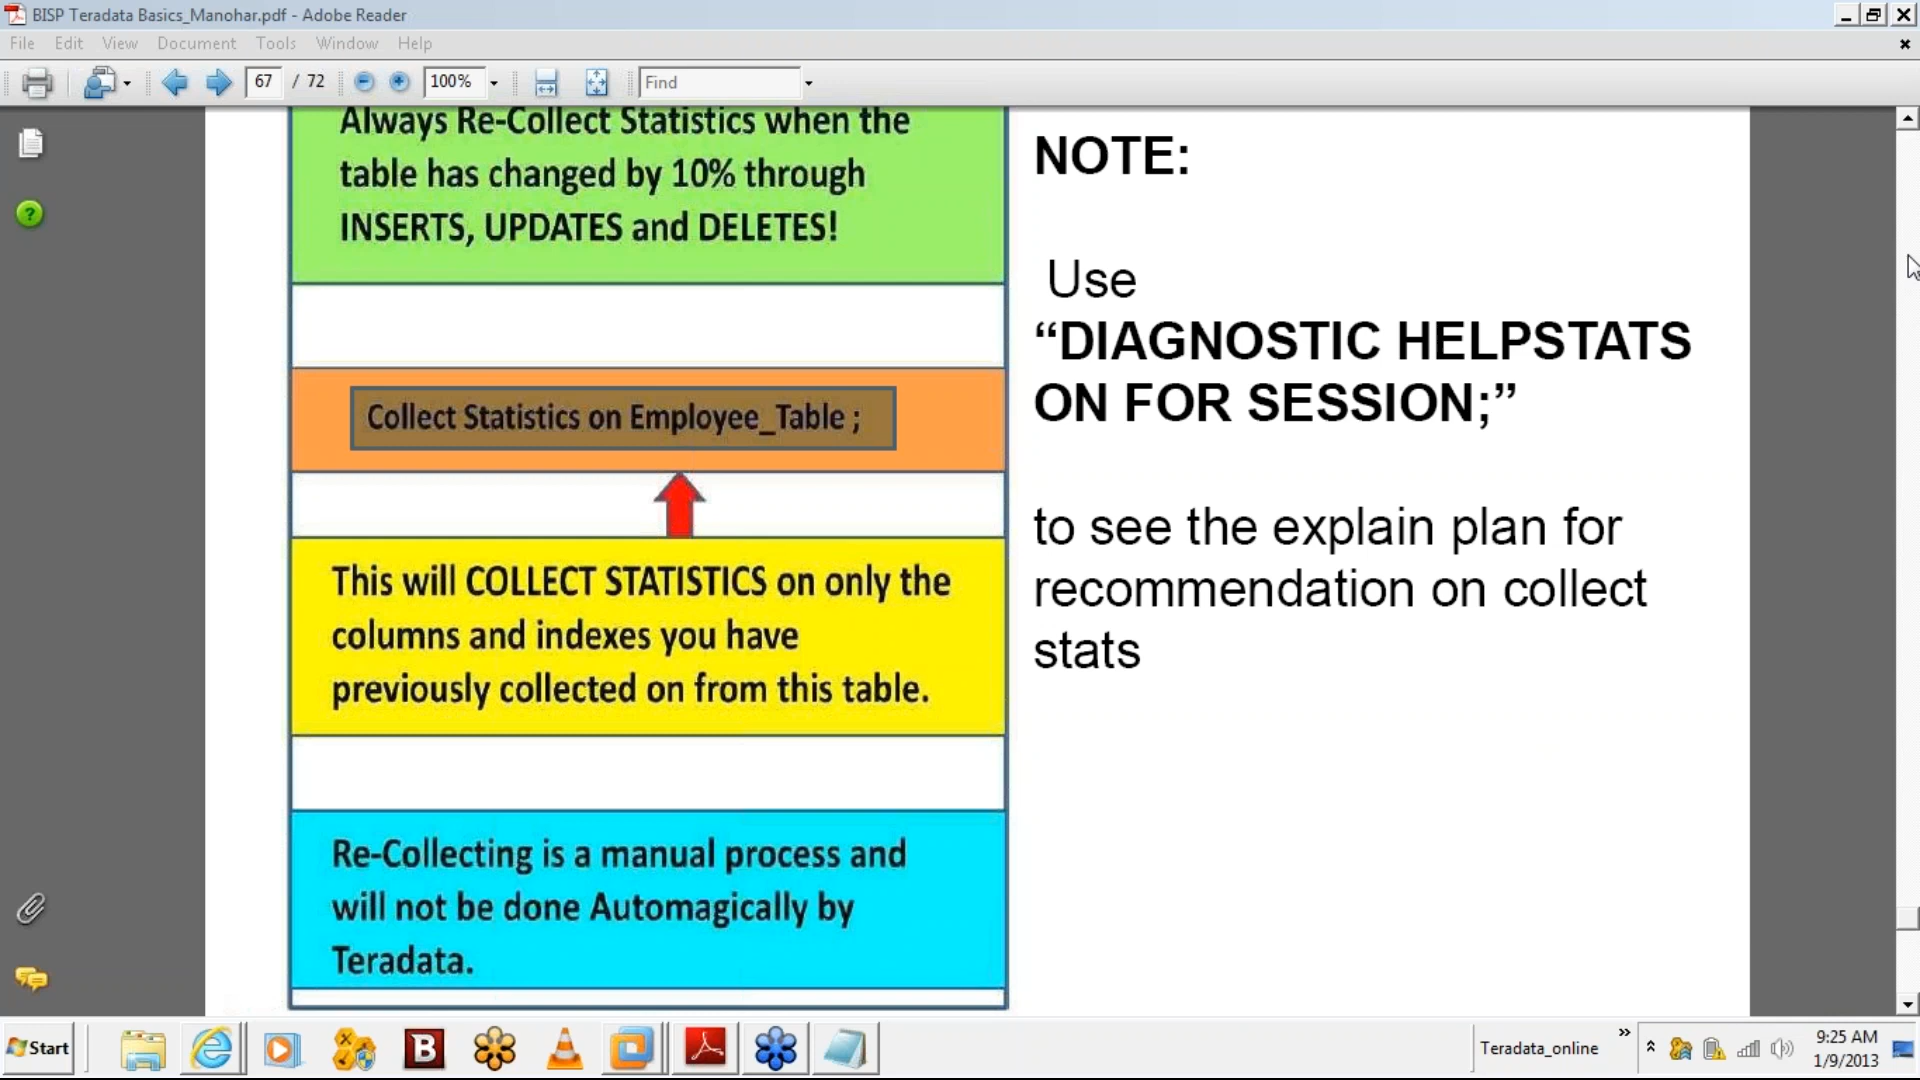 BISP Teradata Basics_Manohar.pdf - Adobe Reader
File Edit View Document Tools Window Help
67 / 72 100% Find
Always Re-Collect Statistics when the
table has changed by 10% through
INSERTS, UPDATES and DELETES!
Collect Statistics on Employee_Table ;
This will COLLECT STATISTICS on only the
columns and indexes you have
previously collected on from this table.
Re-Collecting is a manual process and
will not be done Automagically by
Teradata.
NOTE:
Use
“DIAGNOSTIC HELPSTATS
ON FOR SESSION;”
to see the explain plan for
recommendation on collect
stats
Start
B
Teradata_online
9:25 AM
1/9/2013